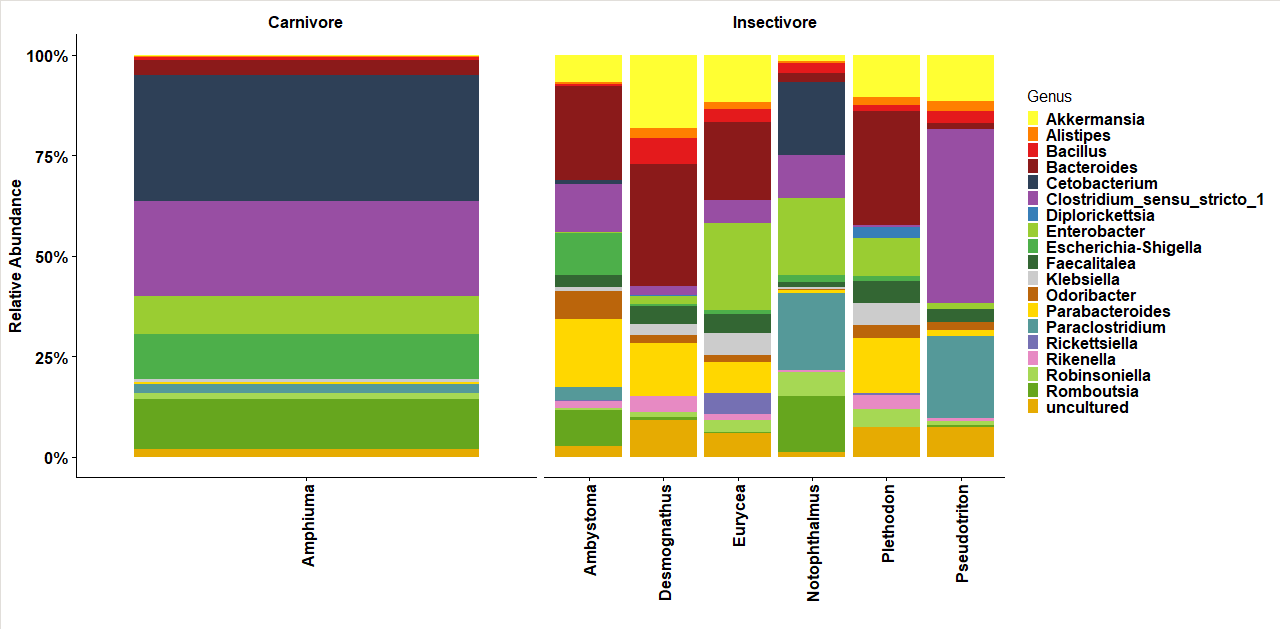 Carnivore
Insectivore
Relative Abundance
100%
75%
50%
25%
0%
Amphiuma
Ambystoma
Desmognathus
Eurycea
Notophthalmus
Plethodon
Pseudotriton
Genus
Akkermansia
Alistipes
Bacillus
Bacteroides
Cetobacterium
Clostridium_sensu_stricto_1
Diplorickettsia
Enterobacter
Escherichia-Shigella
Faecalitalea
Klebsiella
Odoribacter
Parabacteroides
Paraclostridium
Rickettsiella
Rikenella
Robinsoniella
Romboutsia
uncultured